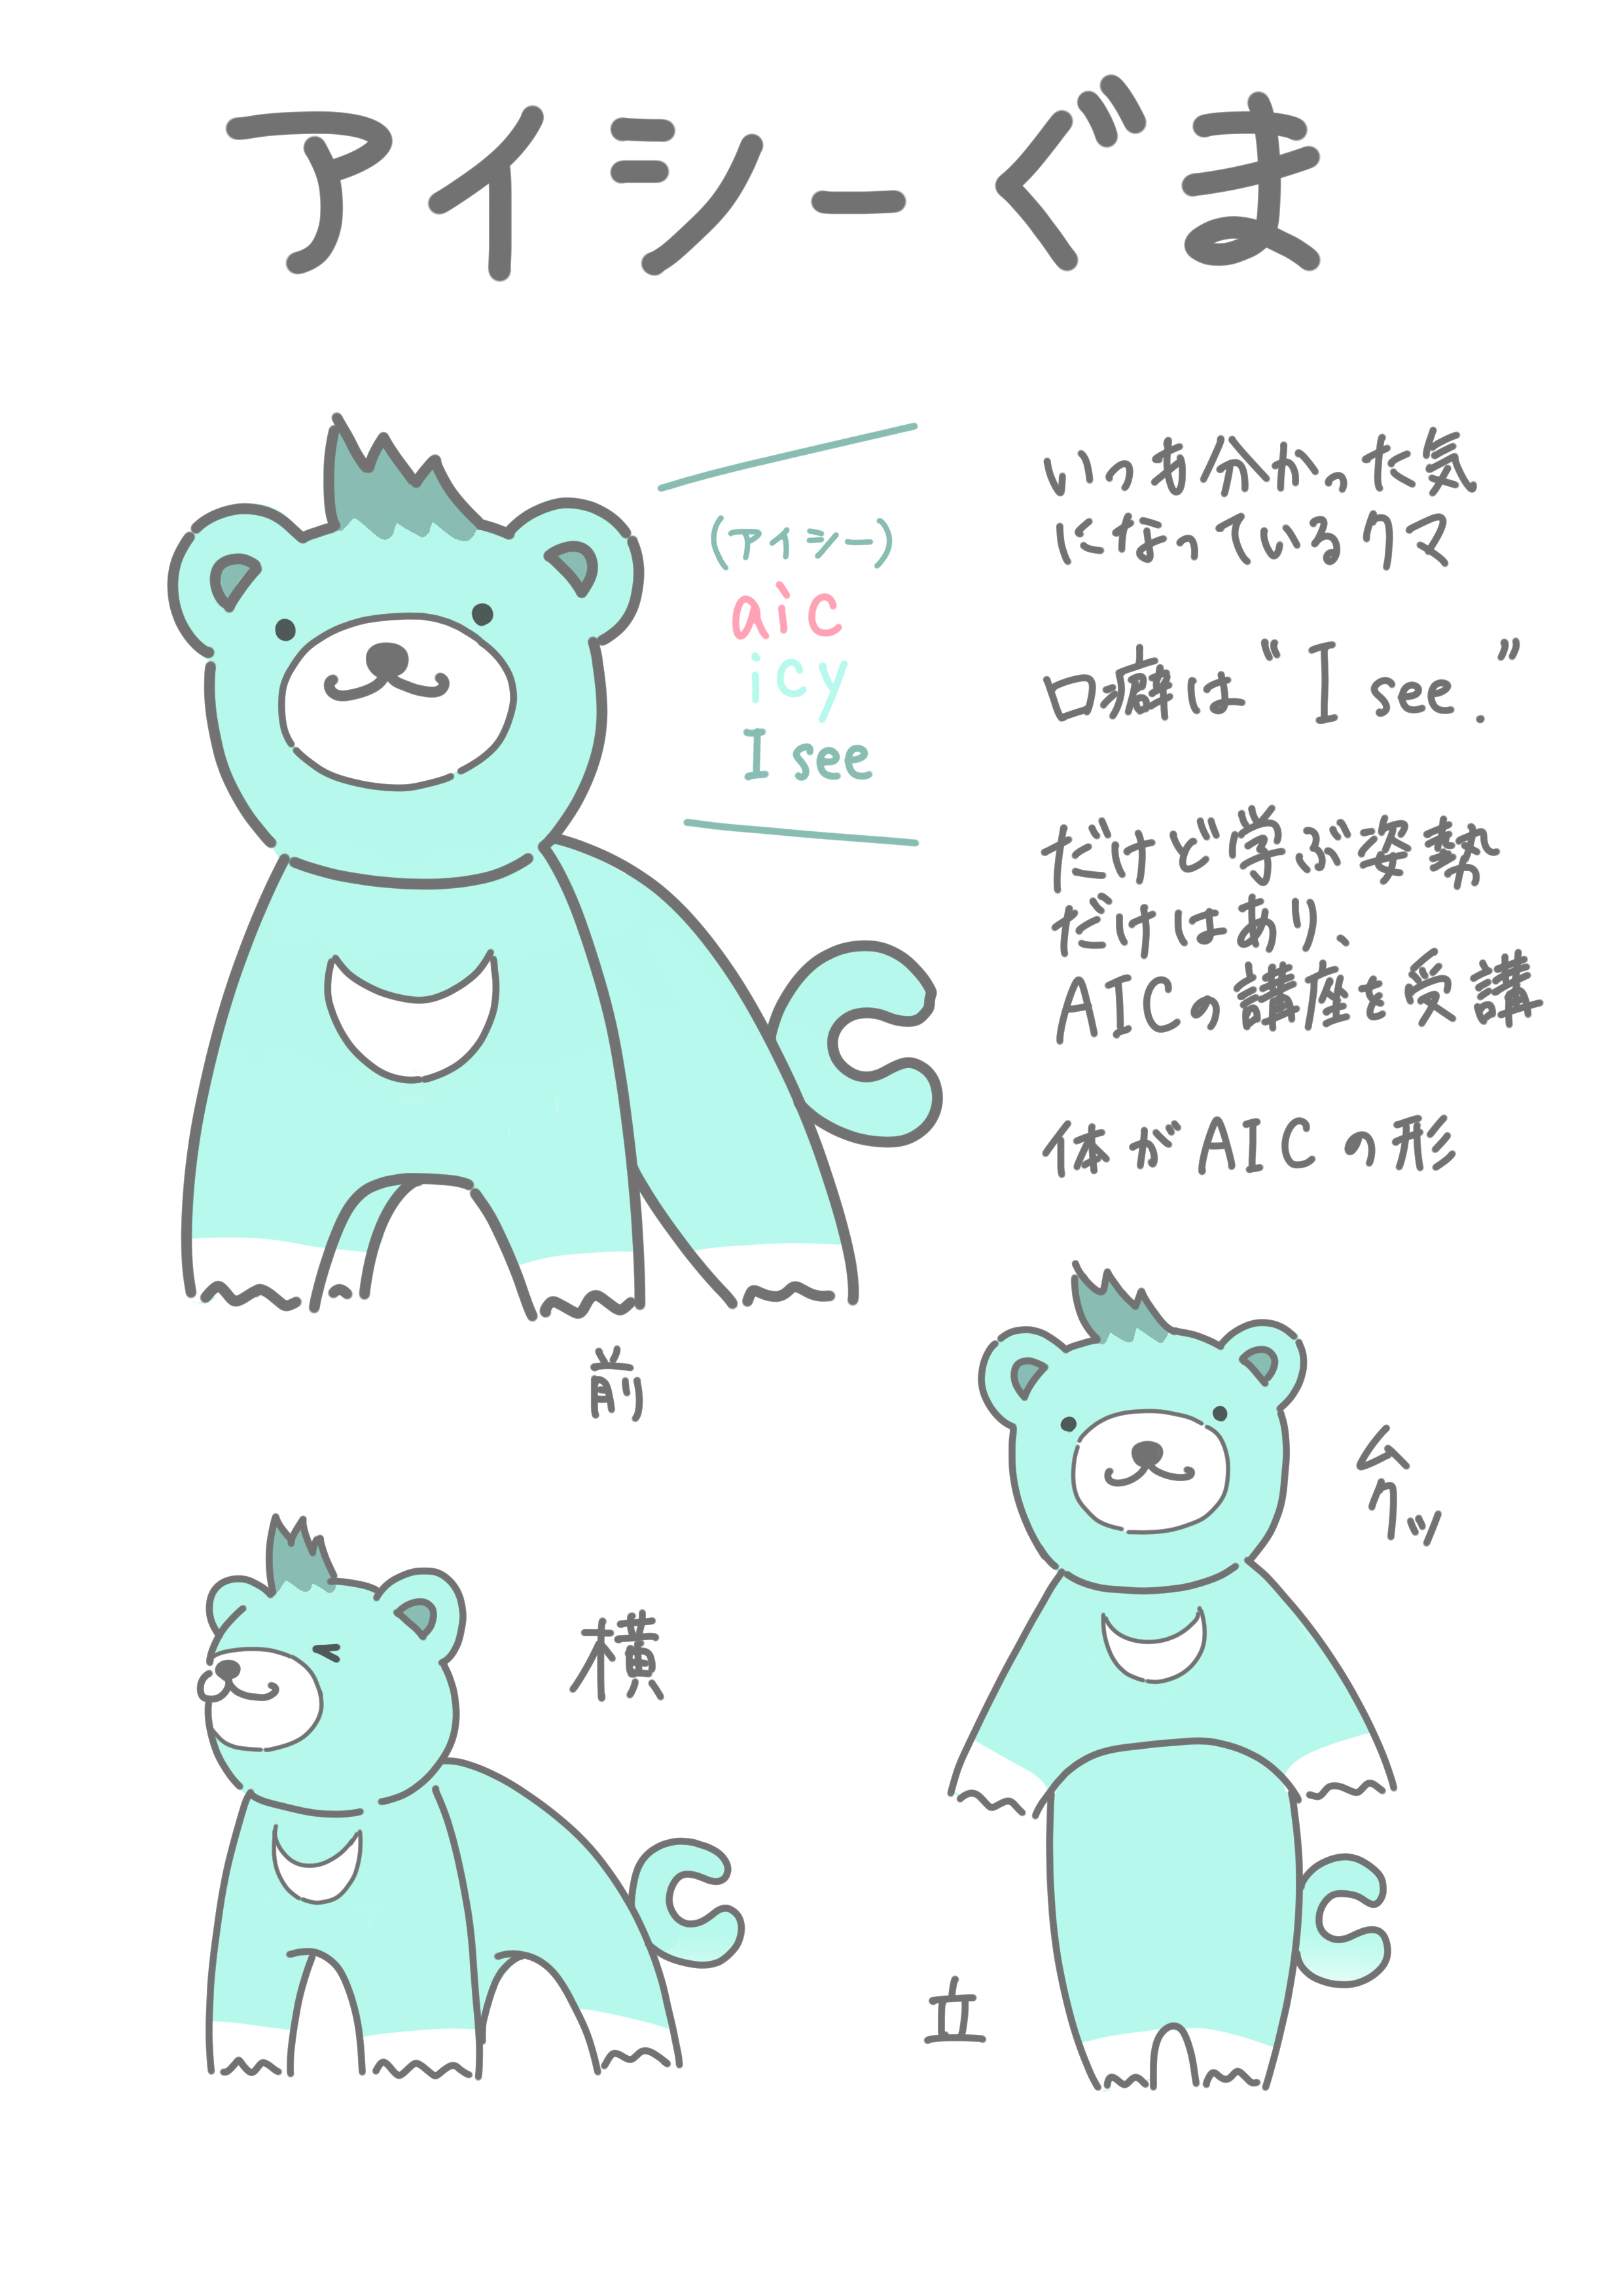 アイシーぐま
(アイシー)
aic
icy
I see
いつも分かった気
になっているクマ
口癖は“I see.”
だけど学ぶ姿勢
だけはあり、
AICの講性を受講
体がAICの形
前
横
立
グッ